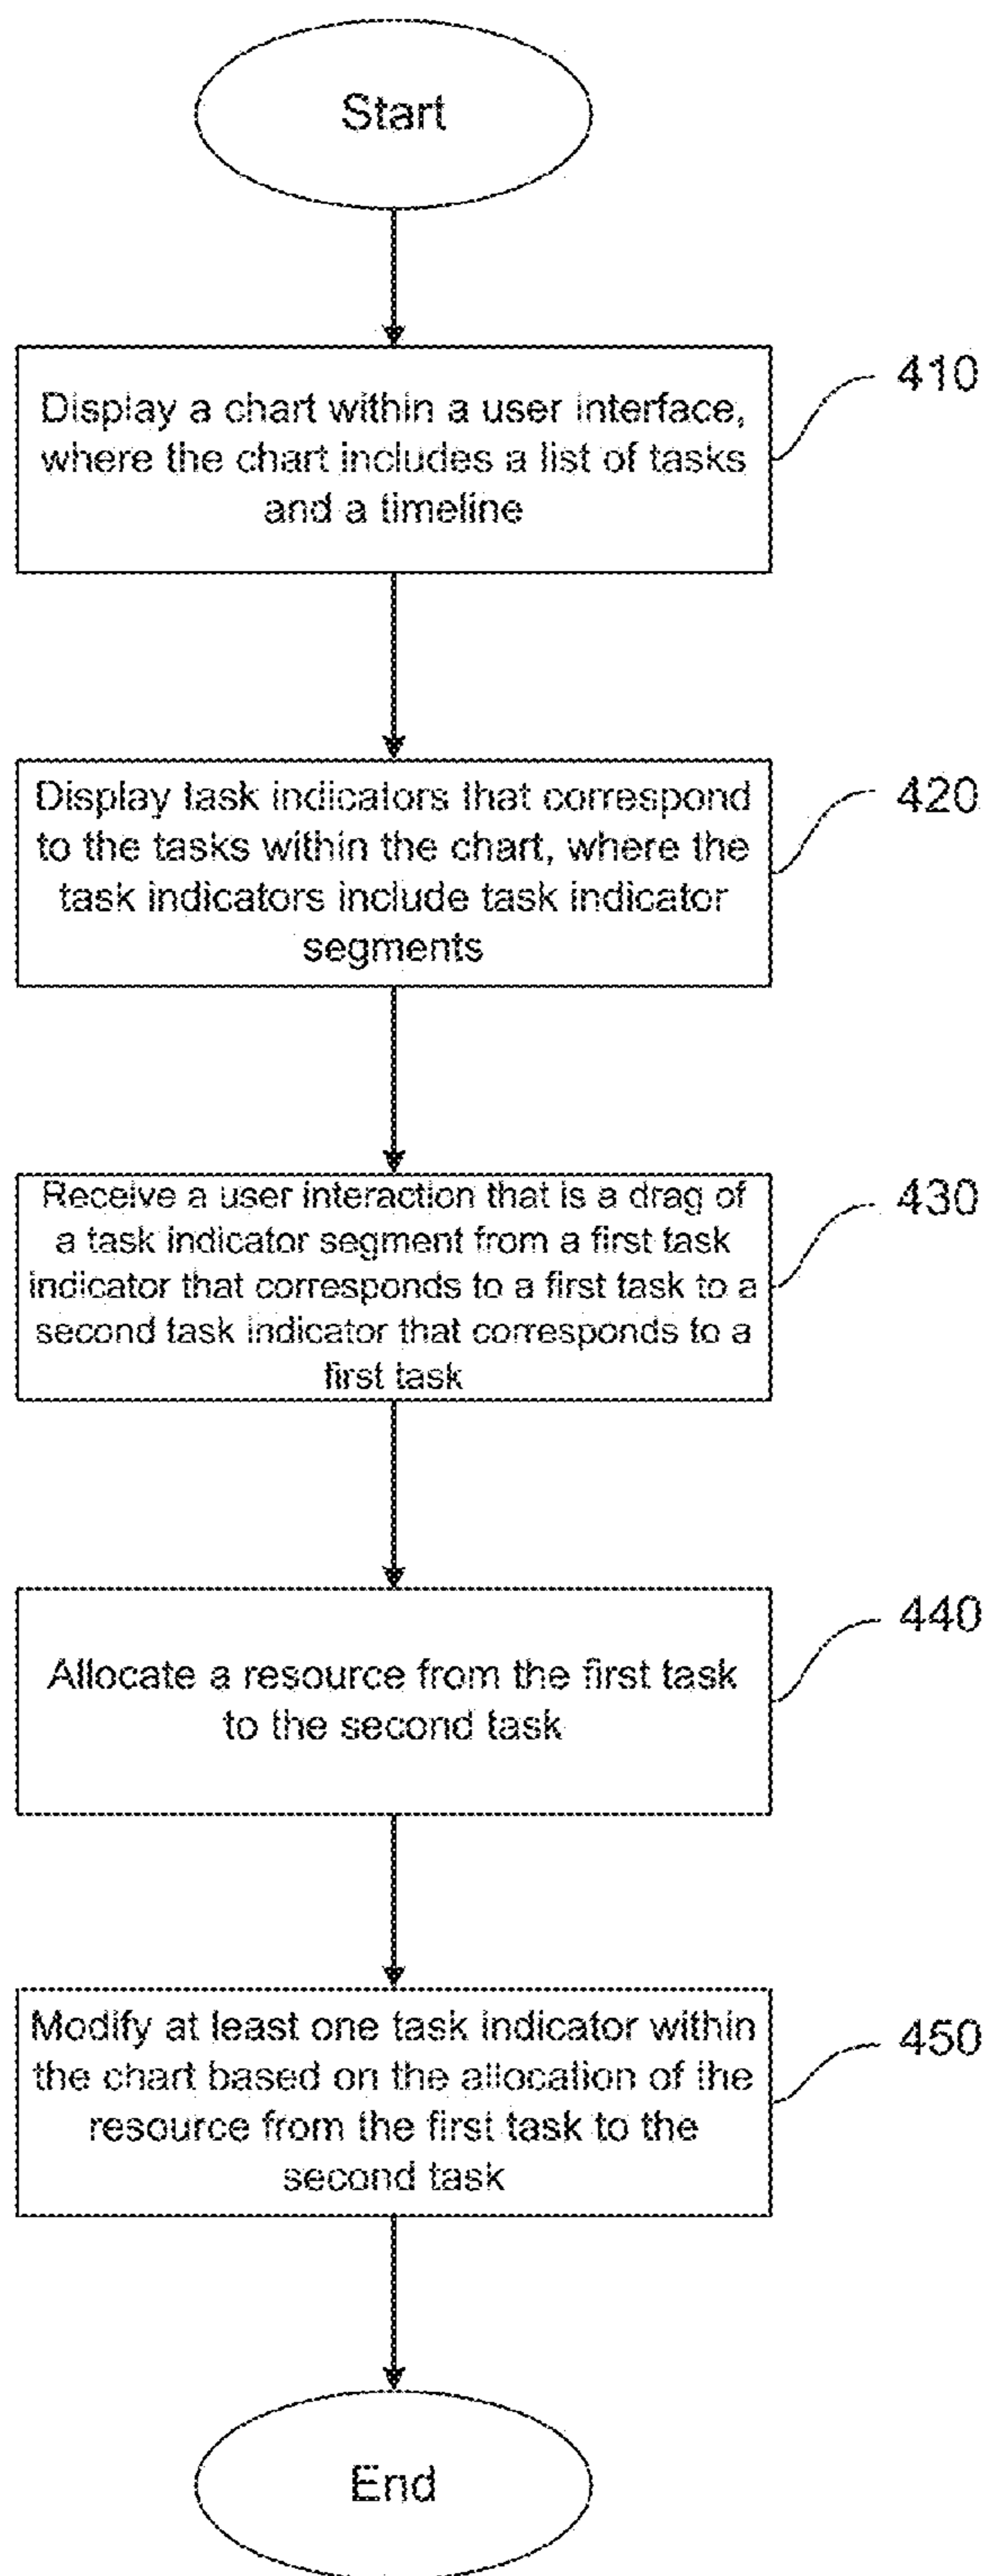 Start
410
Display a chart within a user interface,
where the chart includes a list of tasks
and a timeline
420
Display task indicators that correspond
to the tasks within the chart, where the
task indicators include task indicator
segments
430
Receive a user interaction that is a drag of
a task indicator segment from a first task
indicator that corresponds to a first task to a
second task indicator that corresponds to a
first task
440
Allocate a resource from the first task
to the second task
450
Modify at least one task indicator within
the chart based on the allocation of the
resource from the first task to the
second task
End